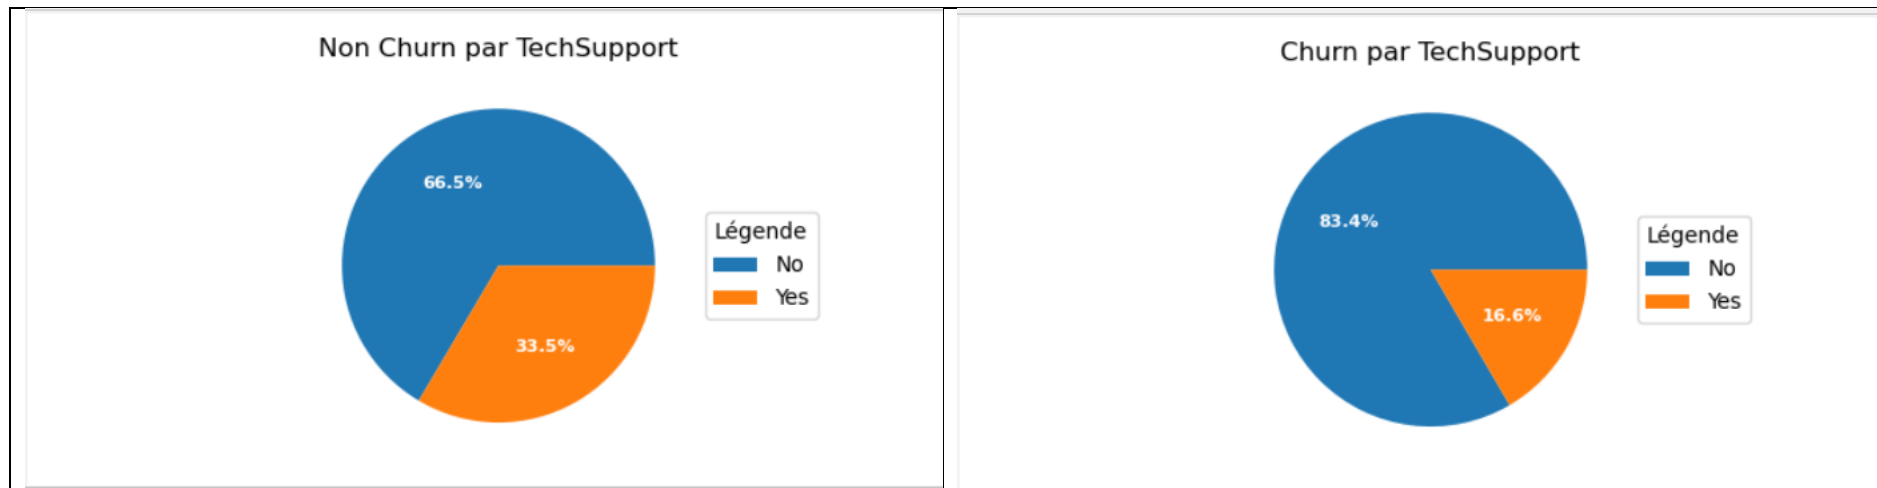 Non Churn par TechSupport
66.5%
33.5%
Légende
No
Yes
Churn par TechSupport
83.4%
16.6%
Légende
No
Yes